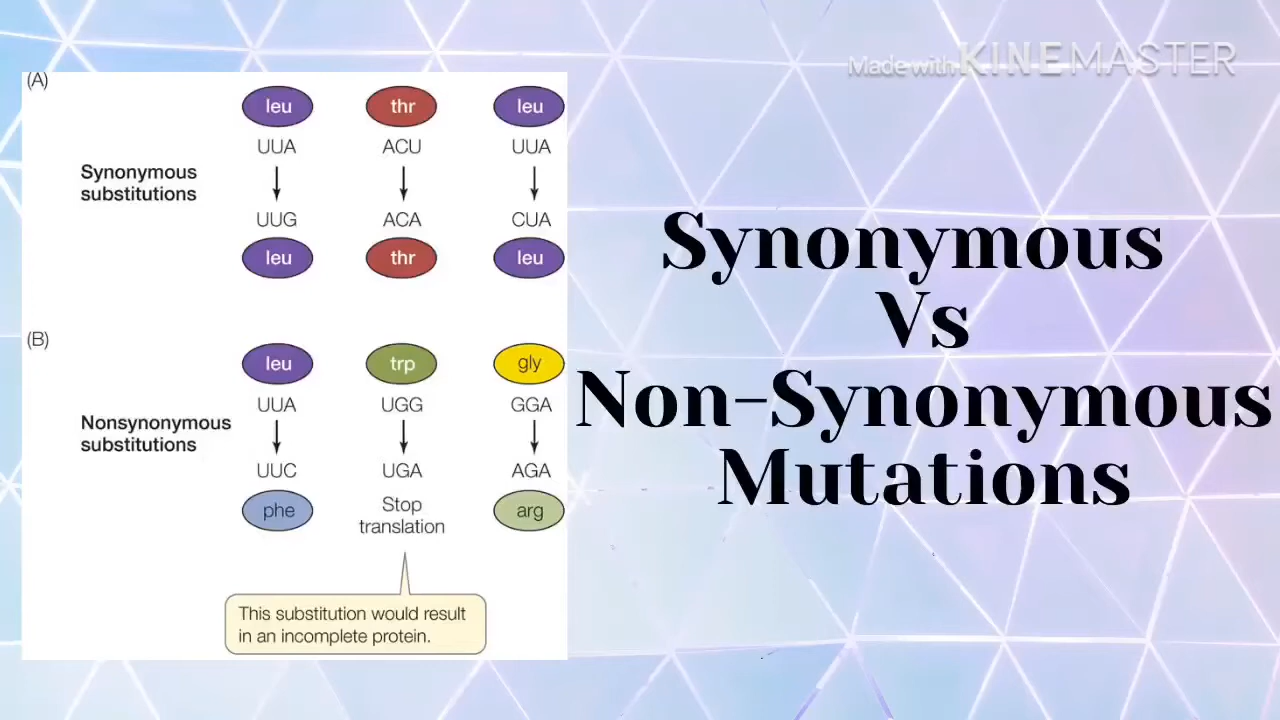 Made with KINEMASTER
(A)
leu thr leu
UUA ACU UUA
Synonymous
substitutions
UUG ACA CUA
leu thr leu
(B)
leu trp gly
UUA UGG GGA
Nonsynonymous
substitutions
UUC UGA AGA
phe Stop
translation arg
This substitution would result
in an incomplete protein.
Synonymous
Vs
Non-Synonymous
Mutations